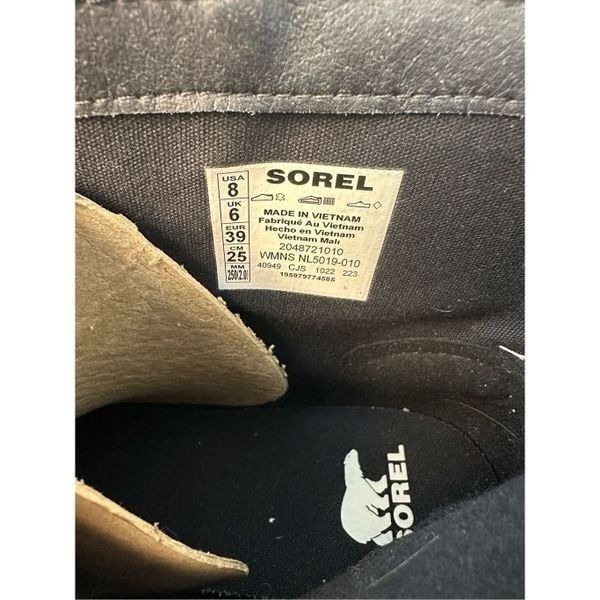 USA
8
UK
6
EUR
39
CM
25
MM
250(2.0)
SOREL
MADE IN VIETNAM
Fabriqué Au Vietnam
Hecho en Vietnam
Vietnam Malı
2048721010
WMNS NL5019-010
40949 CJS 1022 223
195979774585
SOREL